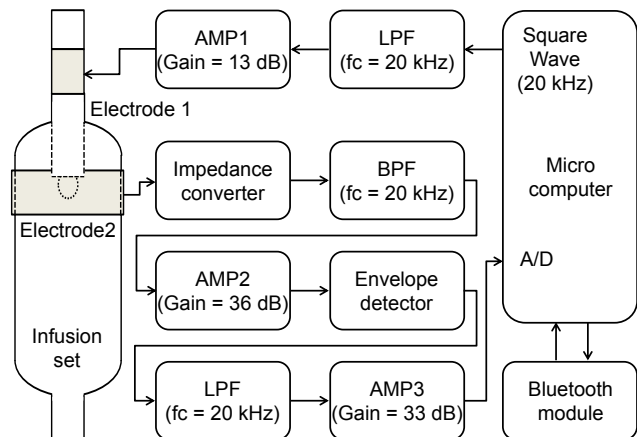 AMP1
(Gain = 13 dB)
LPF
(fc = 20 kHz)
Square
Wave
(20 kHz)
Electrode 1
Impedance
converter
BPF
(fc = 20 kHz)
Micro
computer
Electrode2
AMP2
(Gain = 36 dB)
Envelope
detector
A/D
Infusion
set
LPF
(fc = 20 kHz)
AMP3
(Gain = 33 dB)
Bluetooth
module